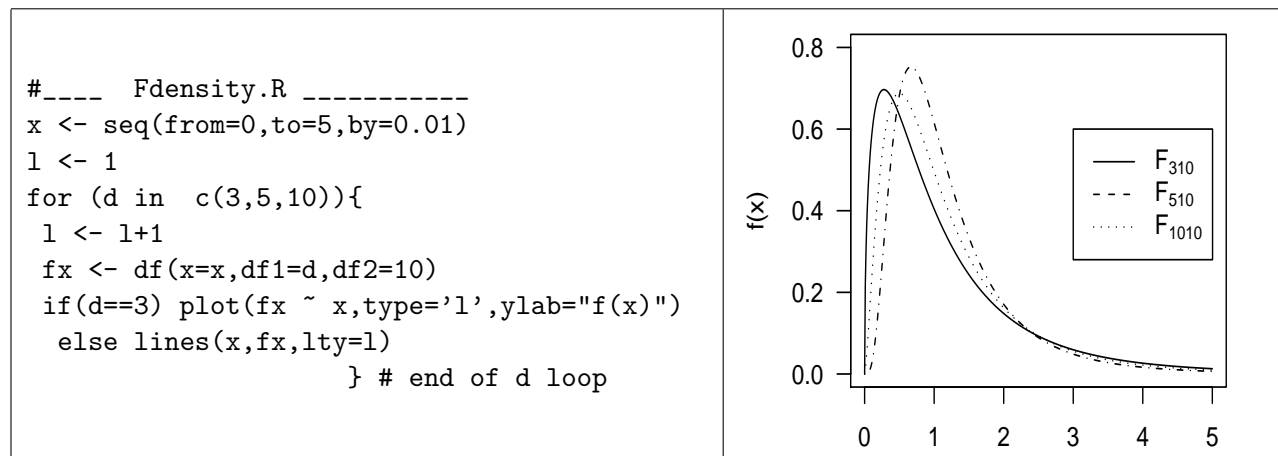 #____ Fdensity.R ___________
x <- seq(from=0,to=5,by=0.01)
l <- 1
for (d in c(3,5,10)){
l <- l+1
fx <- df(x=x,df1=d,df2=10)
if(d==3) plot(fx ~ x,type=’l’,ylab="f(x)")
else lines(x,fx,lty=l)
} # end of d loop
f(x)
0.8
0.6
0.4
0.2
0.0
F310
F510
F1010
0 1 2 3 4 5